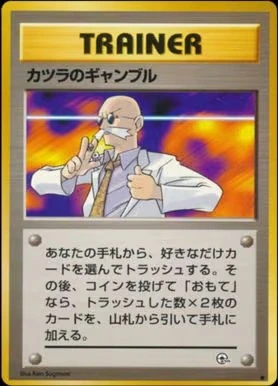 TRAINER
カツラのギャンブル
あなたの手札から、好きなだけカ
ードを選んでトラッシュする。そ
の後、コインを投げて「おもて」
なら、トラッシュした数×２枚の
カードを、山札から引いて手札に
加える。
Illus. Ken Sugimori